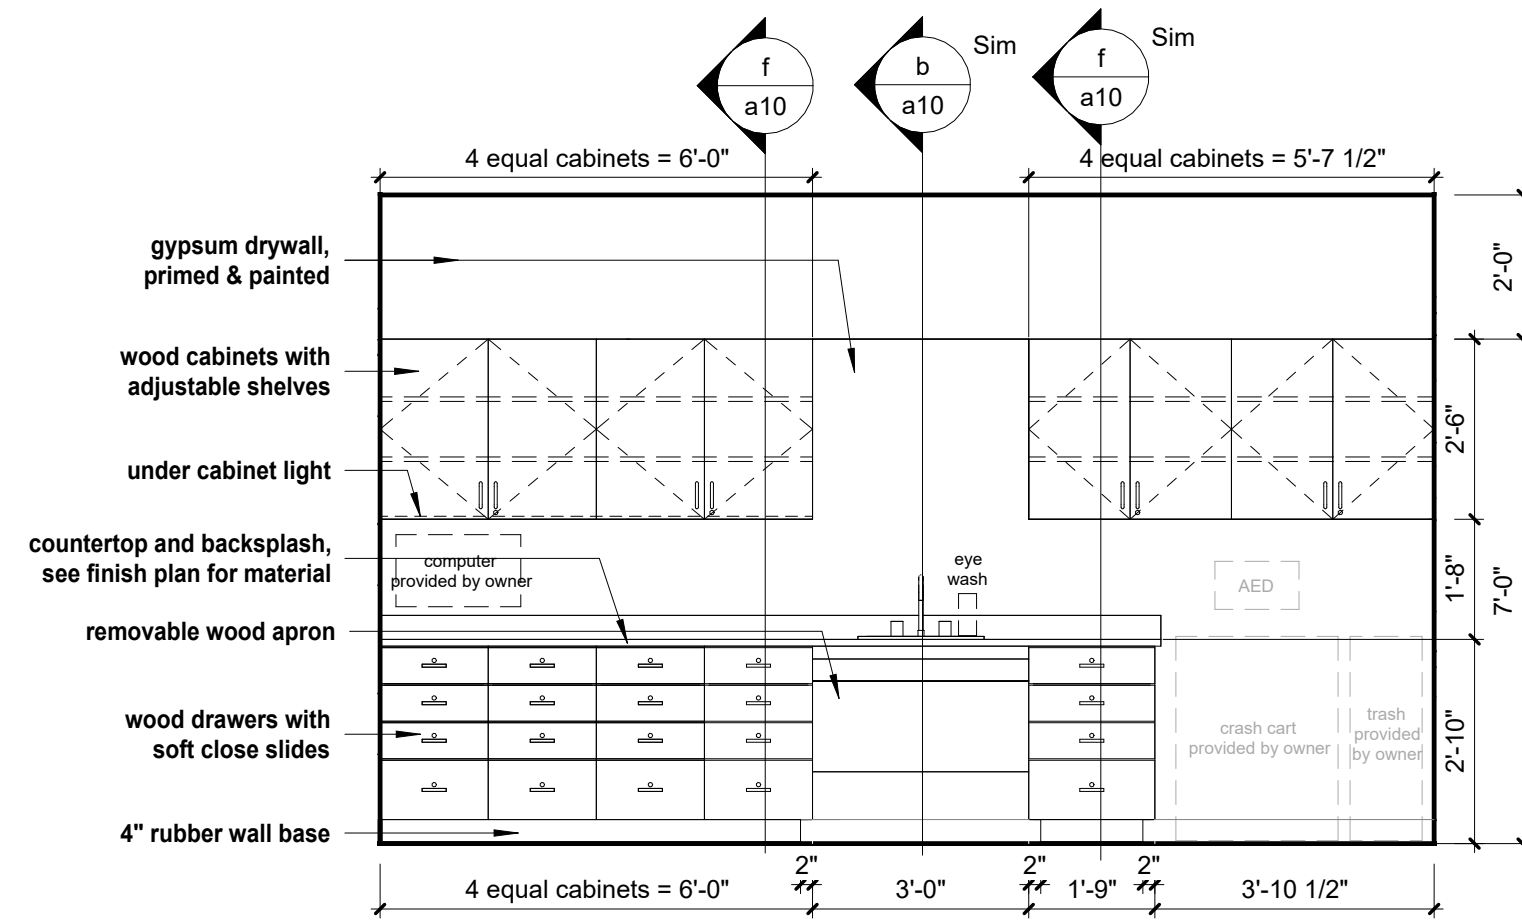 f
a10
b
a10
Sim
f
a10
Sim
4 equal cabinets = 6'-0"
4 equal cabinets = 5'-7 1/2"
gypsum drywall,
primed & painted
2'-0"
wood cabinets with
adjustable shelves
2'-6"
under cabinet light
countertop and backsplash,
see finish plan for material
computer
provided by owner
eye
wash
AED
1'-8"
7'-0"
removable wood apron
wood drawers with
soft close slides
crash cart
provided by owner
trash
provided
by owner
2'-10"
4" rubber wall base
2"
2"
2"
4 equal cabinets = 6'-0"
3'-0"
1'-9"
3'-10 1/2"